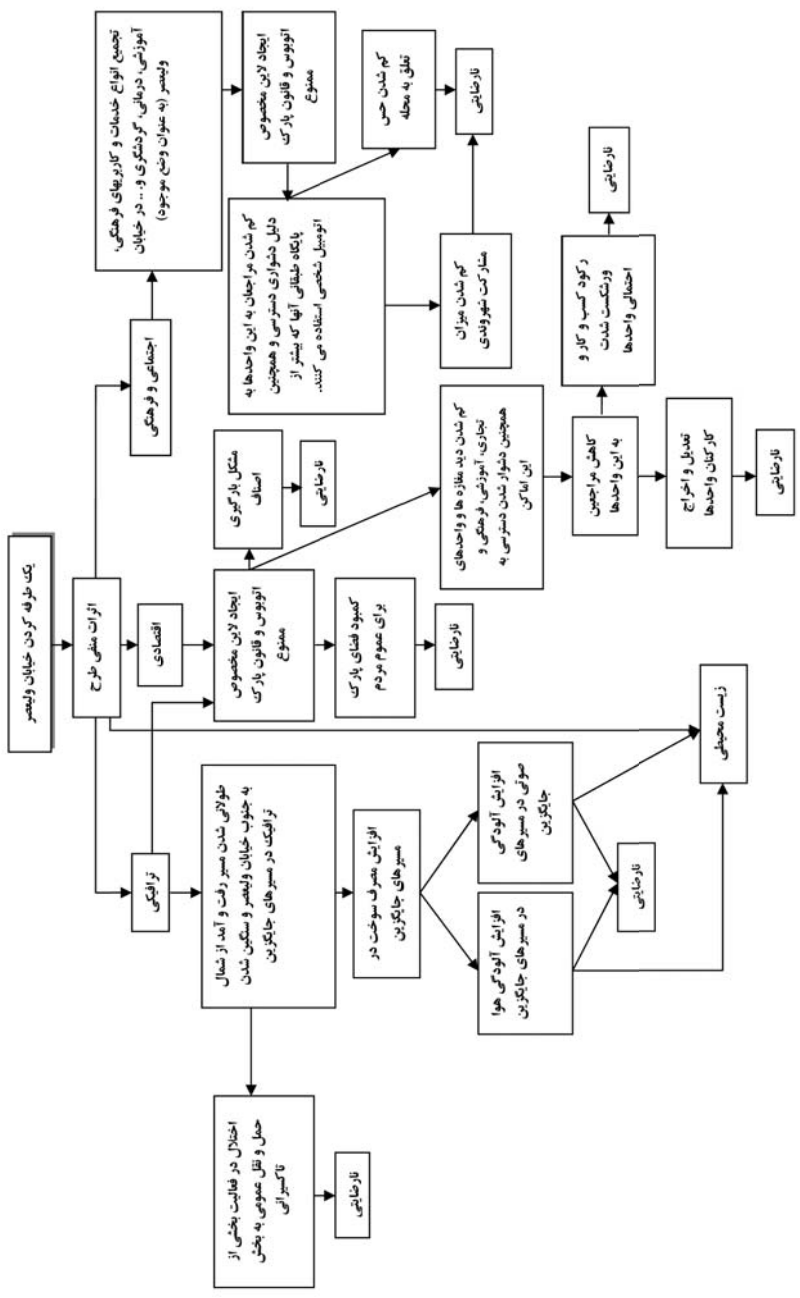 یک طرفه کردن خیابان ولیعصر
اثرات منفی طرح
اجتماعی و فرهنگی
تجمیع انواع خدمات و کاربریهای فرهنگی،
آموزشی، درمانی، گردشگری و... در خیابان
ولیعصر (به عنوان وضع موجود)
ایجاد لاین مخصوص
اتوبوس و قانون پارک
ممنوع
کم شدن مراجعان به این واحدها به
دلیل دشواری دسترسی و همچنین
پایگاه طبقاتی آنها که بیشتر از
اتومبیل شخصی استفاده می کنند.
کم شدن حس
تعلق به محله
نارضایتی
کم شدن میزان
مشارکت شهروندی
اقتصادی
ایجاد لاین مخصوص
اتوبوس و قانون پارک
ممنوع
مشکل بارگیری
اصناف
نارضایتی
کمبود فضای پارک
برای عموم مردم
نارضایتی
کم شدن دید مغازه ها و واحدهای
تجاری، آموزشی، فرهنگی و
همچنین دشوار شدن دسترسی به
این اماکن
کاهش مراجعین
به این واحدها
رکود کسب و کار و
ورشکست شدت
احتمالی واحدها
نارضایتی
تعدیل و اخراج
کارکنان واحدها
نارضایتی
ترافیکی
طولانی شدن مسیر رفت و آمد از شمال
به جنوب خیابان ولیعصر و سنگین شدن
ترافیک در مسیرهای جایگزین
افزایش مصرف سوخت در
مسیرهای جایگزین
افزایش آلودگی
صوتی در مسیرهای
جایگزین
افزایش آلودگی هوا
در مسیرهای جایگزین
نارضایتی
زیست محیطی
اختلال در فعالیت بخشی از
حمل و نقل عمومی به بخش
تاکسیرانی
نارضایتی